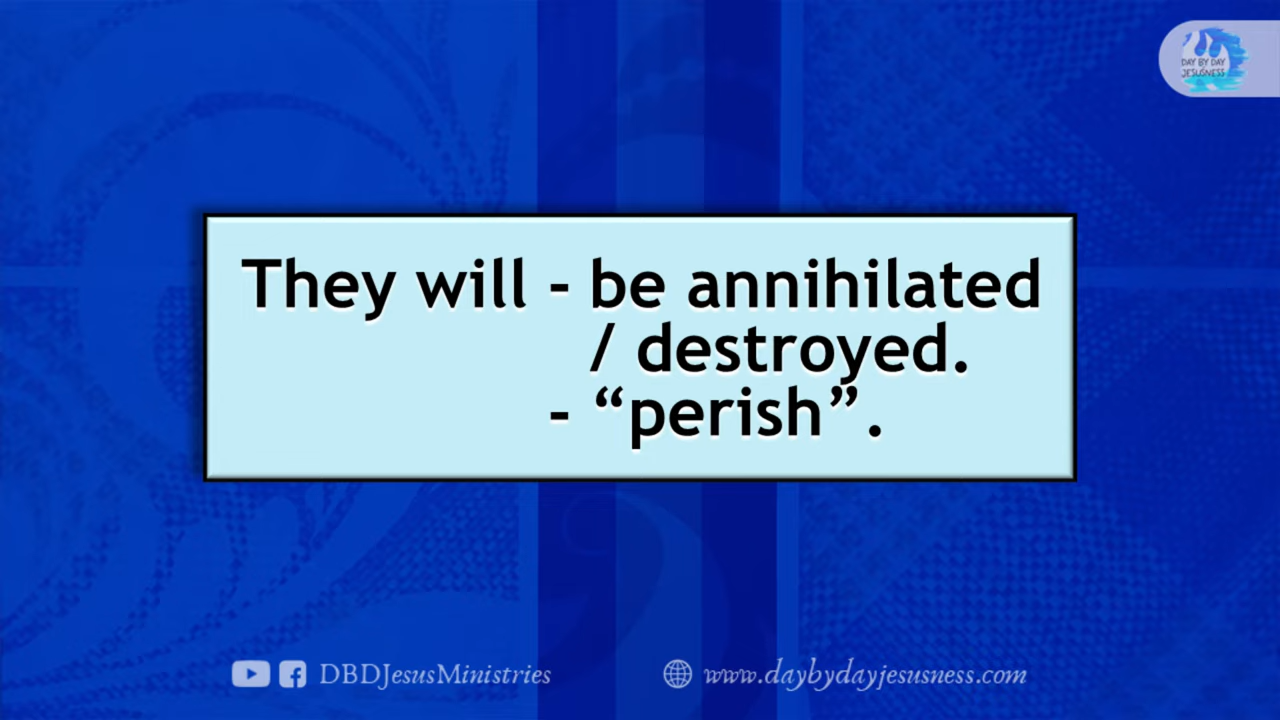 DAY BY DAY
JESUSNESS
They will - be annihilated
/ destroyed.
- “perish”.
DBDJesusMinistries
www.daybydayjesusness.com